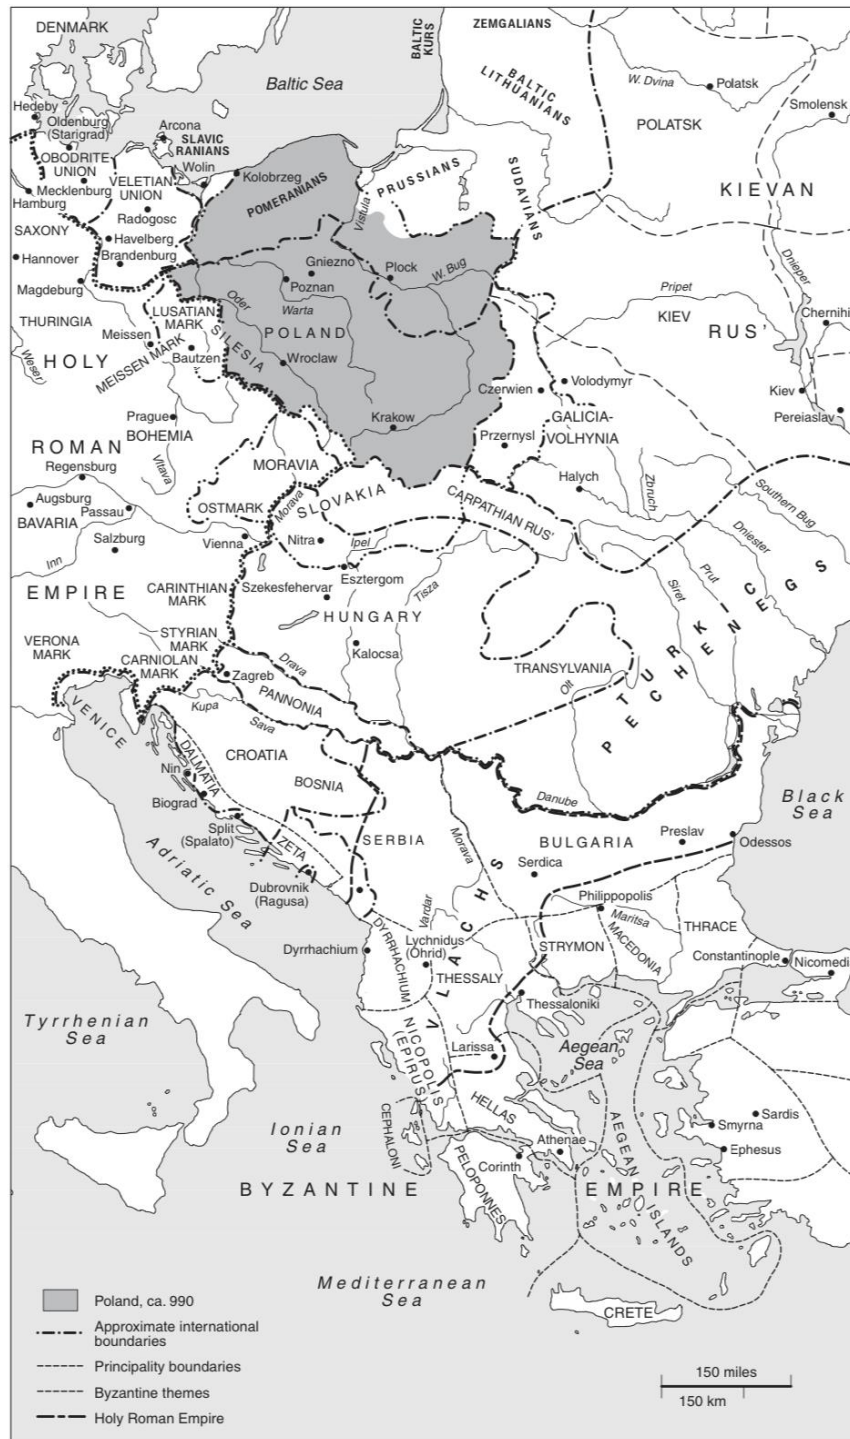 DENMARK
Baltic Sea
BALTIC
KURS
ZEMGALIANS
BALTIC
LITHUANIANS
W. Dvina
Polatsk
POLATSK
Smolensk
Hedeby
Oldenburg
(Starigrad)
Arcona
SLAVIC
RANIANS
OBODRITE
UNION
Wolin
Kolobrzeg
Mecklenburg
Hamburg
VELETIAN
UNION
Radogosc
POMERANIANS
Vistula
PRUSSIANS
SUDAVIANS
KIEVAN
SAXONY
Havelberg
Brandenburg
Hannover
Magdeburg
Gniezno
Poznan
Plock
W. Bug
Dnieper
Pripet
Oder
Warta
POLAND
KIEV
RUS'
Chernihi
THURINGIA
LUSATIAN
MARK
SILESIA
Meissen
MEISSEN MARK
Bautzen
Wroclaw
HOLY
Weser
Czerwien
Volodymyr
Kiev
Pereiaslav
Prague
BOHEMIA
Krakow
GALICIA-
VOLHYNIA
Przernysl
ROMAN
Regensburg
Vltava
MORAVIA
Halych
Zbruch
Southern Bug
Augsburg
BAVARIA
Passau
OSTMARK
Morava
SLOVAKIA
CARPATHIAN RUS'
Dniester
Salzburg
Inn
Vienna
Nitra
Ipel
Esztergom
Tisza
Siret
Prut
EMPIRE
CARINTHIAN
MARK
Szekesfehervar
HUNGARY
VERONA
MARK
STYRIAN
MARK
Kalocsa
TRANSYLVANIA
TURKIC
PECHENEGS
CARNIOLAN
MARK
Zagreb
Drava
PANNONIA
Olt
VENICE
Kupa
Sava
CROATIA
DALMATIA
Nin
BOSNIA
Biograd
Danube
Black
Sea
Split
(Spalato)
ZETA
SERBIA
Morava
BULGARIA
Preslav
Odessos
Adriatic Sea
Dubrovnik
(Ragusa)
Serdica
VLACHS
Philippopolis
Maritsa
Vardar
Dyrrhachium
DYRRHACHIUM
Lychnidus
(Ohrid)
THESSALY
STRYMON
MACEDONIA
THRACE
Constantinople
Nicomedi
Thessaloniki
Tyrrhenian
Sea
NICOPOLIS
(EPIRUS)
Larissa
Aegean
Sea
CEPHALONI
HELLAS
Ionian
Sea
Athenae
Corinth
Sardis
Smyrna
Ephesus
PELOPONNES
AEGEAN
ISLANDS
BYZANTINE EMPIRE
Mediterranean
Sea
CRETE
Poland, ca. 990
Approximate international
boundaries
Principality boundaries
Byzantine themes
Holy Roman Empire
150 miles
150 km